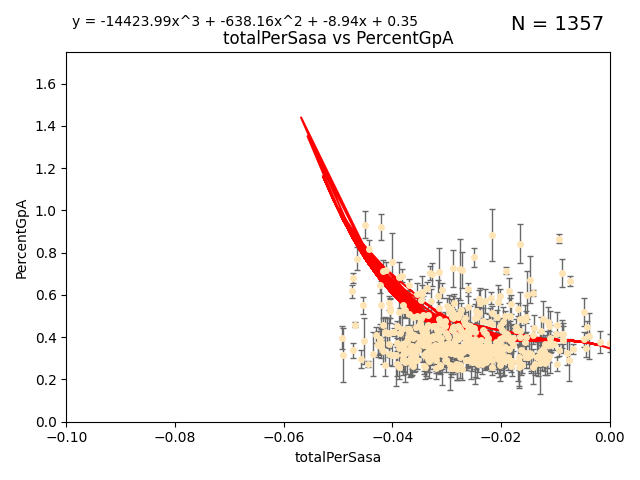 y = -14423.99x^3 + -638.16x^2 + -8.94x + 0.35
N = 1357
totalPerSasa vs PercentGpA
1.6
1.4
1.2
1.0
0.8
0.6
0.4
0.2
0.0
PercentGpA
−0.10 −0.08 −0.06 −0.04 −0.02 0.00
totalPerSasa